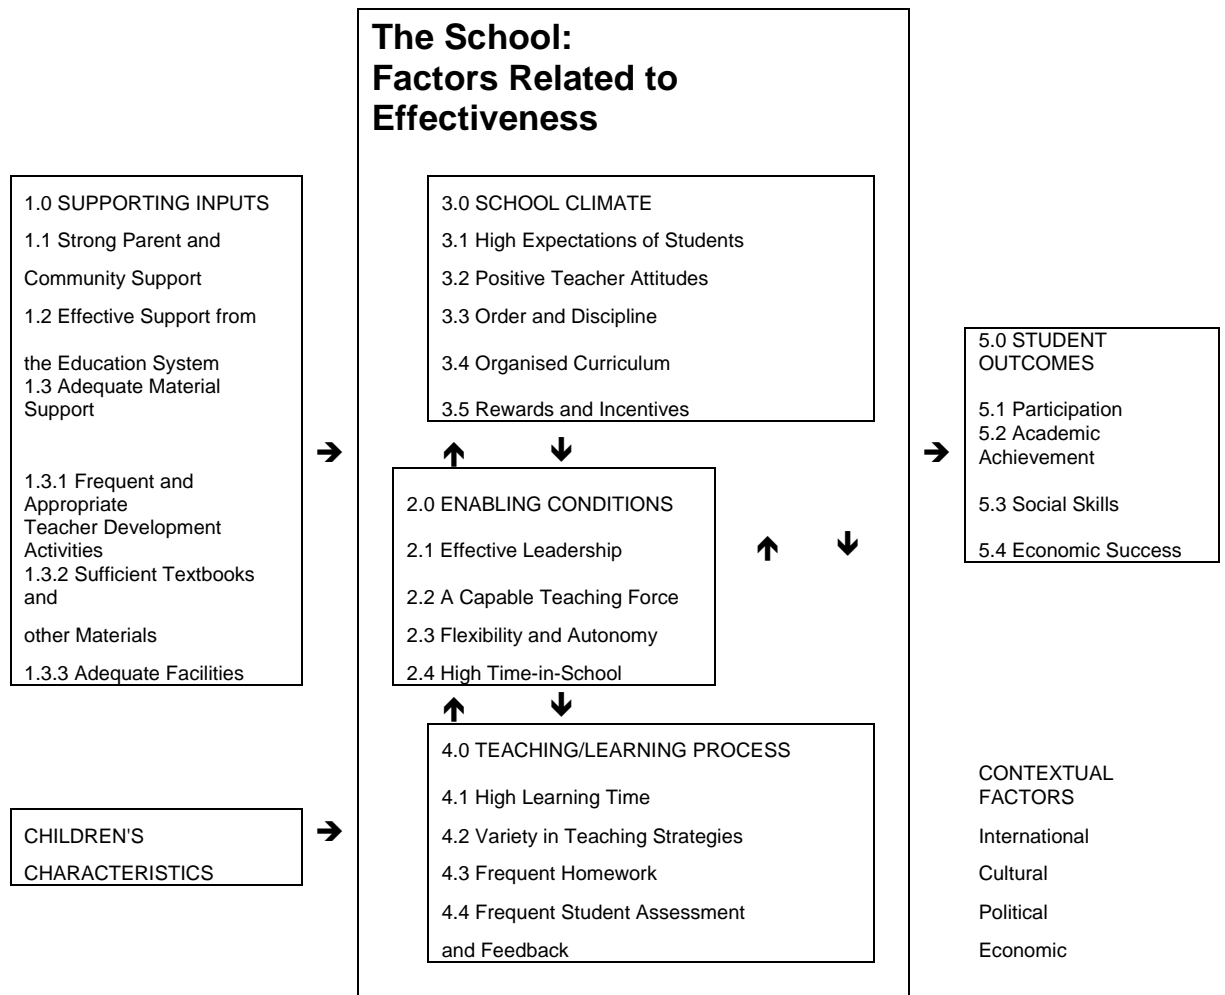 The School:
Factors Related to
Effectiveness
1.0 SUPPORTING INPUTS
1.1 Strong Parent and
Community Support
1.2 Effective Support from
the Education System
1.3 Adequate Material
Support
1.3.1 Frequent and
Appropriate
Teacher Development
Activities
1.3.2 Sufficient Textbooks
and
other Materials
1.3.3 Adequate Facilities
CHILDREN'S
CHARACTERISTICS
3.0 SCHOOL CLIMATE
3.1 High Expectations of Students
3.2 Positive Teacher Attitudes
3.3 Order and Discipline
3.4 Organised Curriculum
3.5 Rewards and Incentives
2.0 ENABLING CONDITIONS
2.1 Effective Leadership
2.2 A Capable Teaching Force
2.3 Flexibility and Autonomy
2.4 High Time-in-School
4.0 TEACHING/LEARNING PROCESS
4.1 High Learning Time
4.2 Variety in Teaching Strategies
4.3 Frequent Homework
4.4 Frequent Student Assessment
and Feedback
5.0 STUDENT
OUTCOMES
5.1 Participation
5.2 Academic
Achievement
5.3 Social Skills
5.4 Economic Success
CONTEXTUAL
FACTORS
International
Cultural
Political
Economic